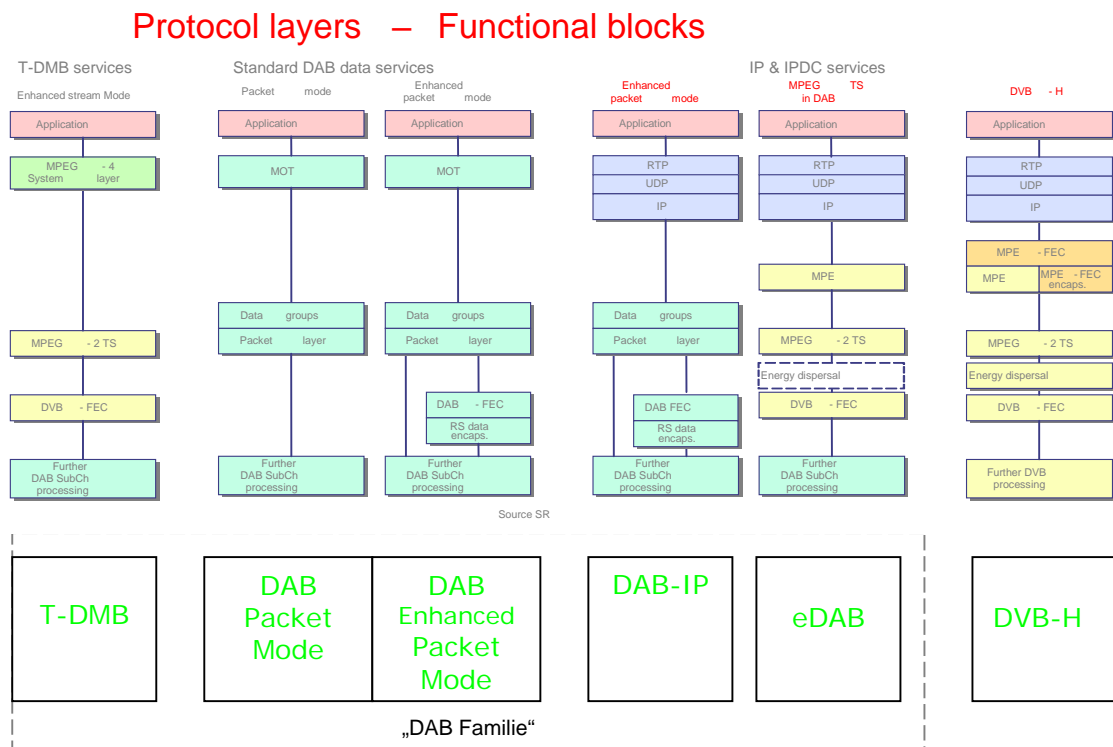 Protocol layers – Functional blocks
T-DMB services
Standard DAB data services
IP & IPDC services
Enhanced stream Mode
Packet mode
Enhanced
packet mode
Enhanced
packet mode
MPEG TS
in DAB
DVB - H
Application
Application
Application
Application
Application
Application
MPEG - 4
System layer
MOT
MOT
RTP
UDP
IP
RTP
UDP
IP
RTP
UDP
IP
MPE - FEC
MPE
MPE
MPE - FEC
encaps.
Data groups
Packet layer
Data groups
Packet layer
Data groups
Packet layer
MPEG - 2 TS
MPEG - 2 TS
MPEG - 2 TS
Energy dispersal
Energy dispersal
DVB - FEC
DAB - FEC
RS data
encaps.
DAB FEC
RS data
encaps.
DVB - FEC
DVB - FEC
Further
DAB SubCh
processing
Further
DAB SubCh
processing
Further
DAB SubCh
processing
Further
DAB SubCh
processing
Further
DAB SubCh
processing
Further DVB
processing
Source SR
T-DMB
DAB
Packet
Mode
DAB
Enhanced
Packet
Mode
DAB-IP
eDAB
DVB-H
„DAB Familie“